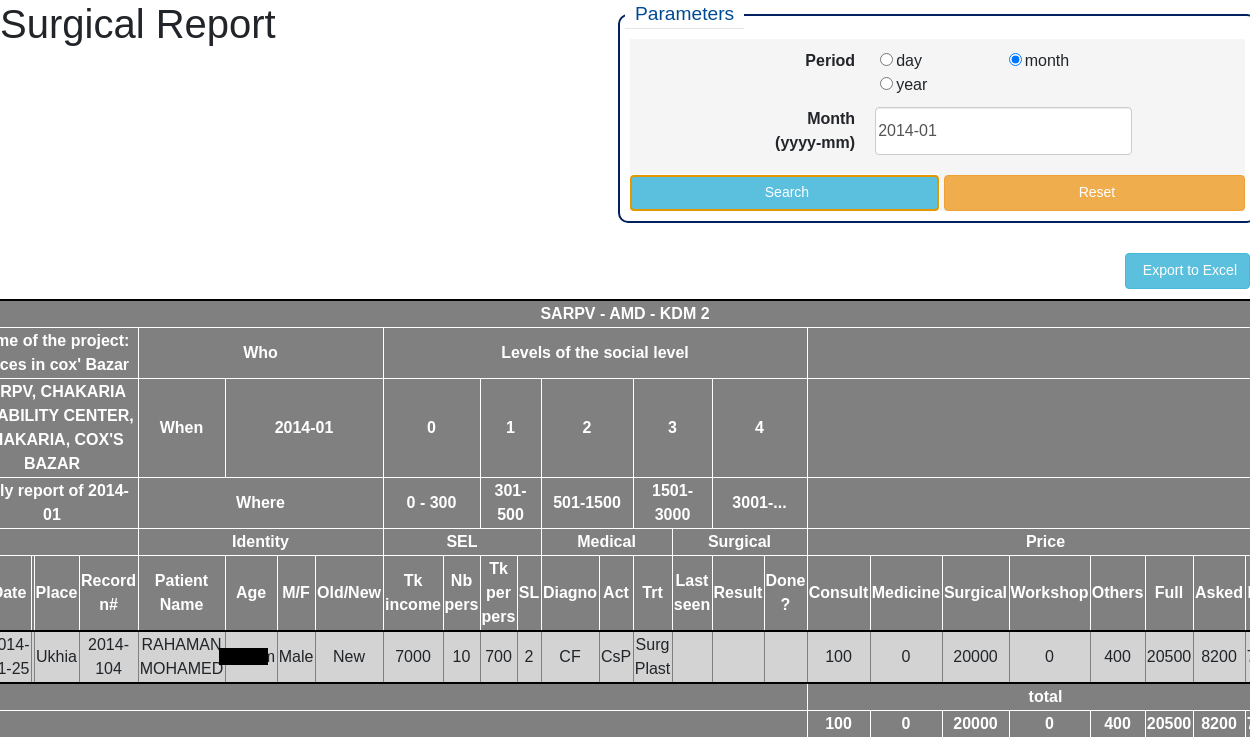 Surgical Report
Parameters
Period day month
year
Month
(yyyy-mm)
2014-01
Search Reset
Export to Excel
SARPV - AMD - KDM 2
me of the project:
ces in cox' Bazar
Who
Levels of the social level
RPV, CHAKARIA
ABILITY CENTER,
AKARIA, COX'S
BAZAR
When 2014-01 0 1 2 3 4
ly report of 2014-
01
Where
0 - 300
301-
500
501-1500
1501-
3000
3001-...
Identity SEL Medical Surgical Price
Date
Place
Record
n#
Patient
Name
Age
M/F
Old/New
Tk
income
Nb
pers
Tk
per
pers
SL
Diagno
Act
Trt
Last
seen
Result
Done
?
Consult
Medicine
Surgical
Workshop
Others
Full
Asked
014-
1-25
Ukhia
2014-
104
RAHAMAN
MOHAMED
m
Male
New
7000
10
700
2
CF
CsP
Surg
Plast
100
0
20000
0
400
20500
8200
total
100 0 20000 0 400 20500 8200